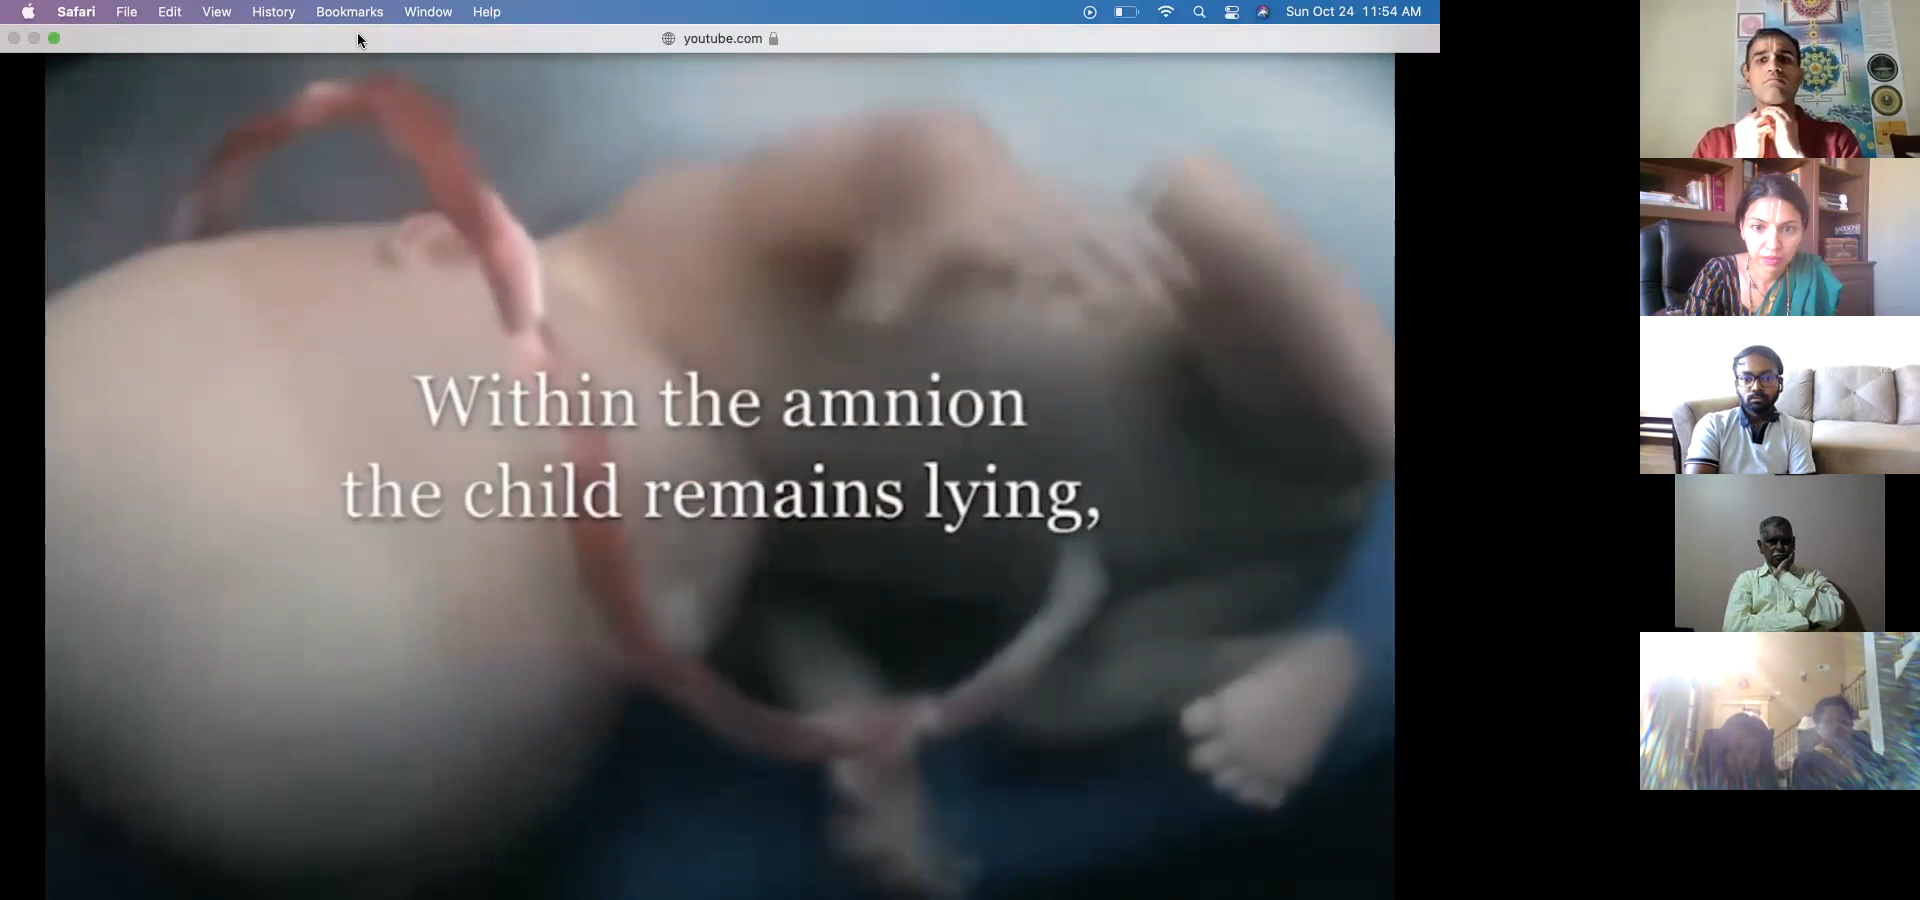 Safari File Edit View History Bookmarks Window Help Sun Oct 24 11:54 AM
youtube.com
Within the amnion
the child remains lying,